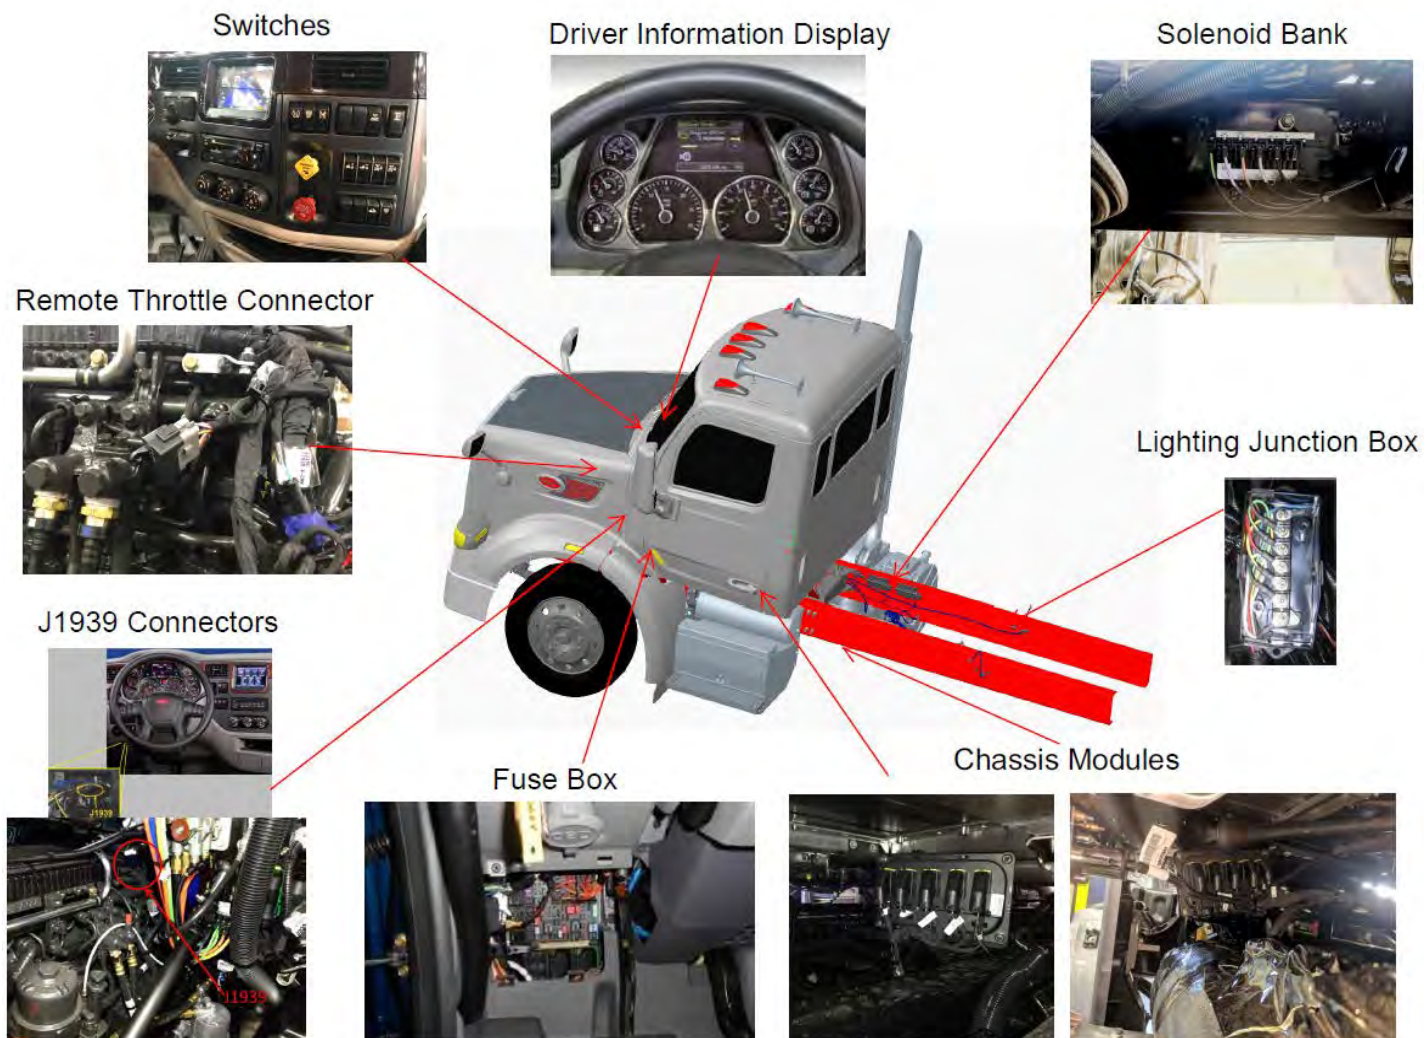 Switches
Driver Information Display
Solenoid Bank
Remote Throttle Connector
Lighting Junction Box
J1939 Connectors
J1939
J1939
Fuse Box
Chassis Modules